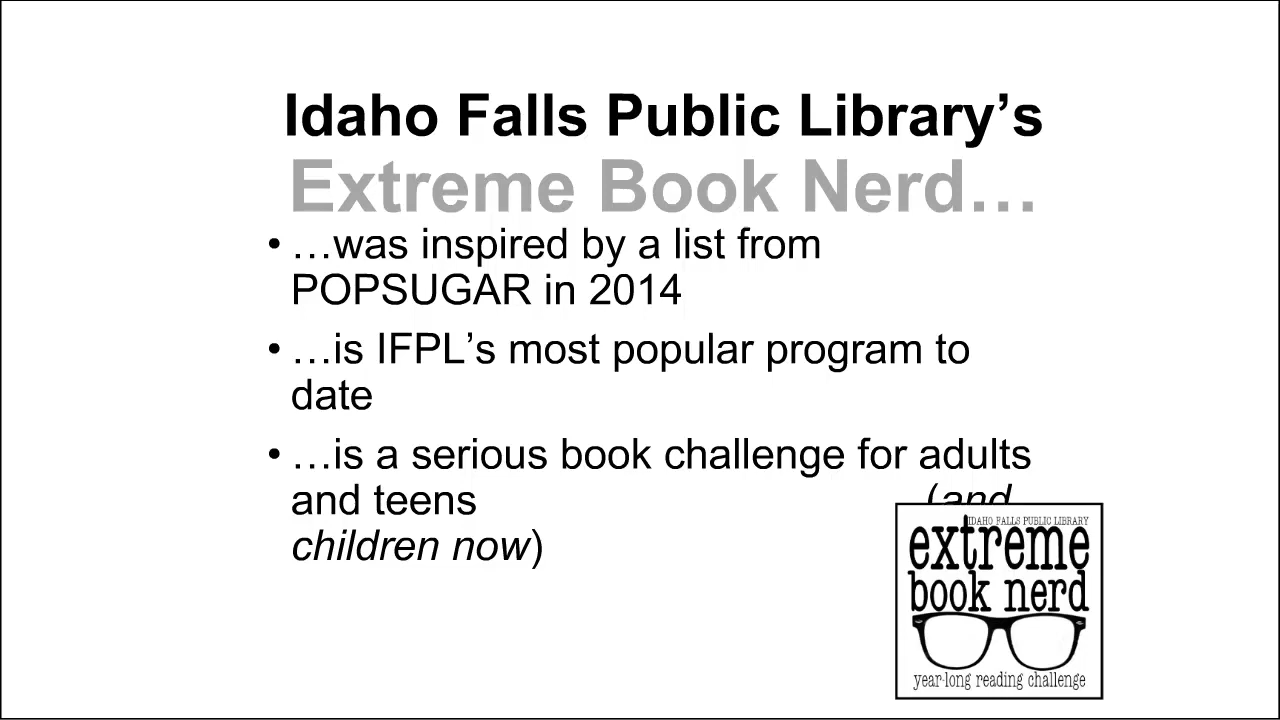 Idaho Falls Public Library’s
Extreme Book Nerd…
• …was inspired by a list from
POPSUGAR in 2014
• …is IFPL’s most popular program to
date
• …is a serious book challenge for adults
and teens (and
children now)
IDAHO FALLS PUBLIC LIBRARY
extreme
book nerd
year-long reading challenge